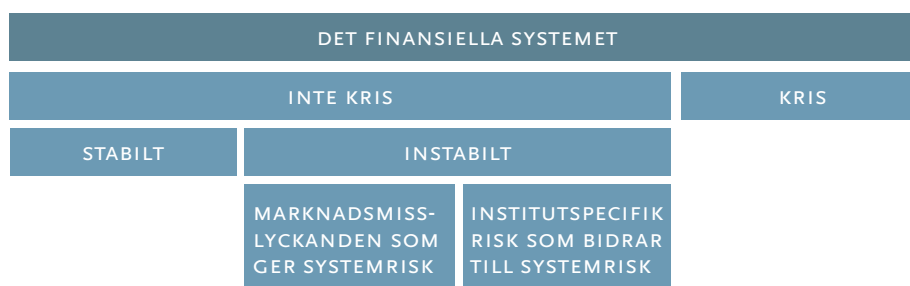 DET FINANSIELLA SYSTEMET
INTE KRIS
KRIS
STABILT
INSTABILT
MARKNADSMISS-
LYCKANDEN SOM
GER SYSTEMRISK
INSTITUTSPECIFIK
RISK SOM BIDRAR
TILL SYSTEMRISK